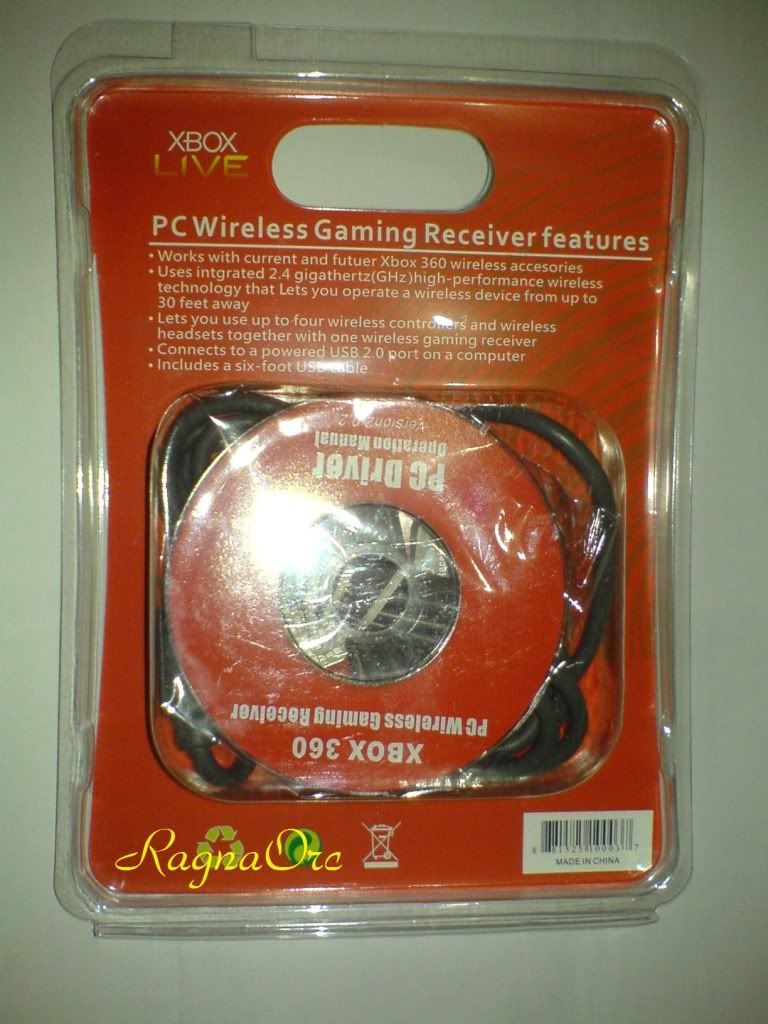 XBOX
LIVE
PC Wireless Gaming Receiver features
• Works with current and futuer Xbox 360 wireless accesories
• Uses intgrated 2.4 gigathertz(GHz)high-performance wireless
technology that Lets you operate a wireless device from up to
30 feet away
• Lets you use up to four wireless controllers and wireless
headsets together with one wireless gaming receiver
• Connects to a powered USB 2.0 port on a computer
• Includes a six-foot USB cable
XBOX 360
PC Wireless Gaming Receiver
PC Driver
Operation Manual
RagnaOrc
MADE IN CHINA